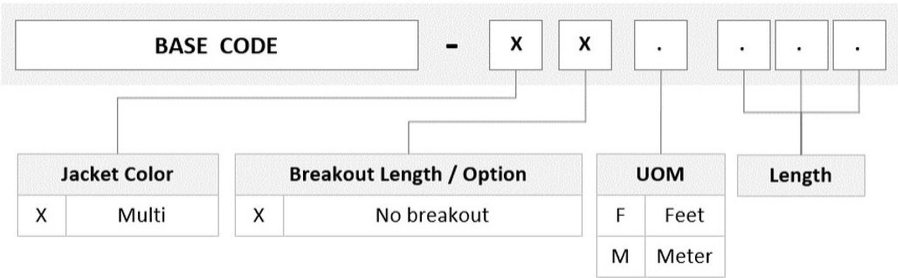 BASE CODE - X X . . . .
Jacket Color Breakout Length / Option UOM Length
X Multi X No breakout F Feet
M Meter